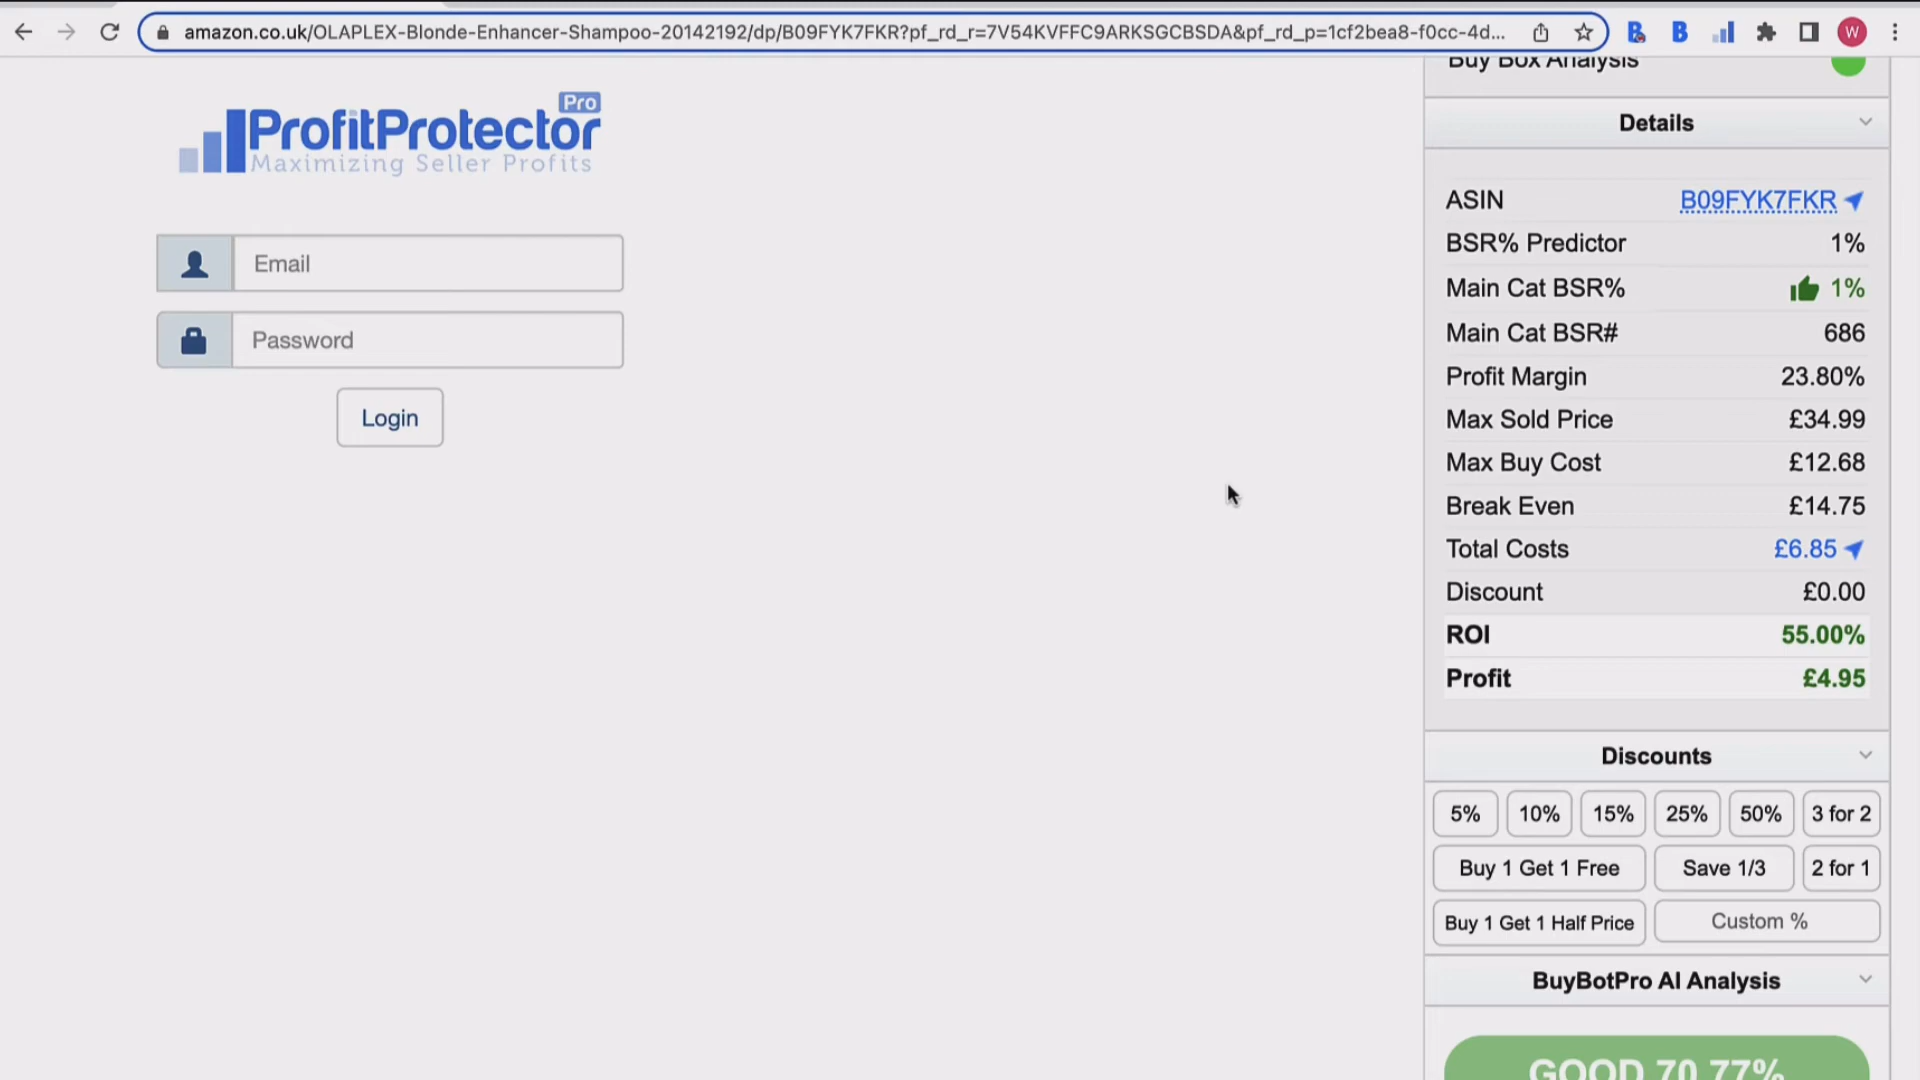 amazon.co.uk/OLAPLEX-Blonde-Enhancer-Shampoo-20142192/dp/B09FYK7FKR?pf_rd_r=7V54KVFFC9ARKSGCBSDA&pf_rd_p=1cf2bea8-f0cc-4d...
W
Buy Box Analysis
ProfitProtector Pro
Maximizing Seller Profits
Email
Password
Login
Details
ASIN B09FYK7FKR
BSR% Predictor 1%
Main Cat BSR% 1%
Main Cat BSR# 686
Profit Margin 23.80%
Max Sold Price £34.99
Max Buy Cost £12.68
Break Even £14.75
Total Costs £6.85
Discount £0.00
ROI 55.00%
Profit £4.95
Discounts
5% 10% 15% 25% 50% 3 for 2
Buy 1 Get 1 Free Save 1/3 2 for 1
Buy 1 Get 1 Half Price Custom %
BuyBotPro AI Analysis
GOOD 70.77%